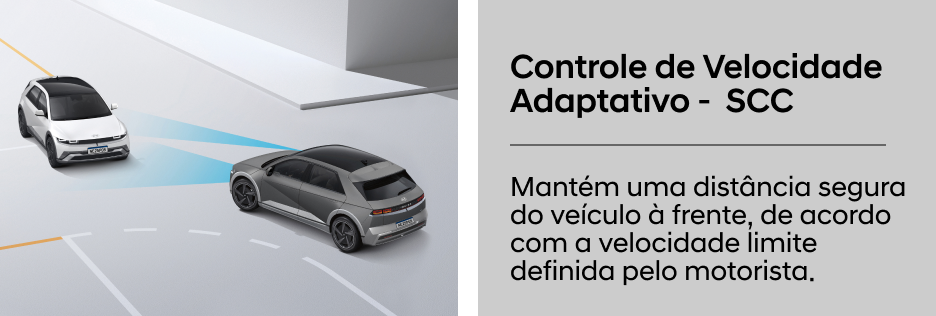 Controle de Velocidade
Adaptativo - SCC
Mantém uma distância segura
do veículo à frente, de acordo
com a velocidade limite
definida pelo motorista.